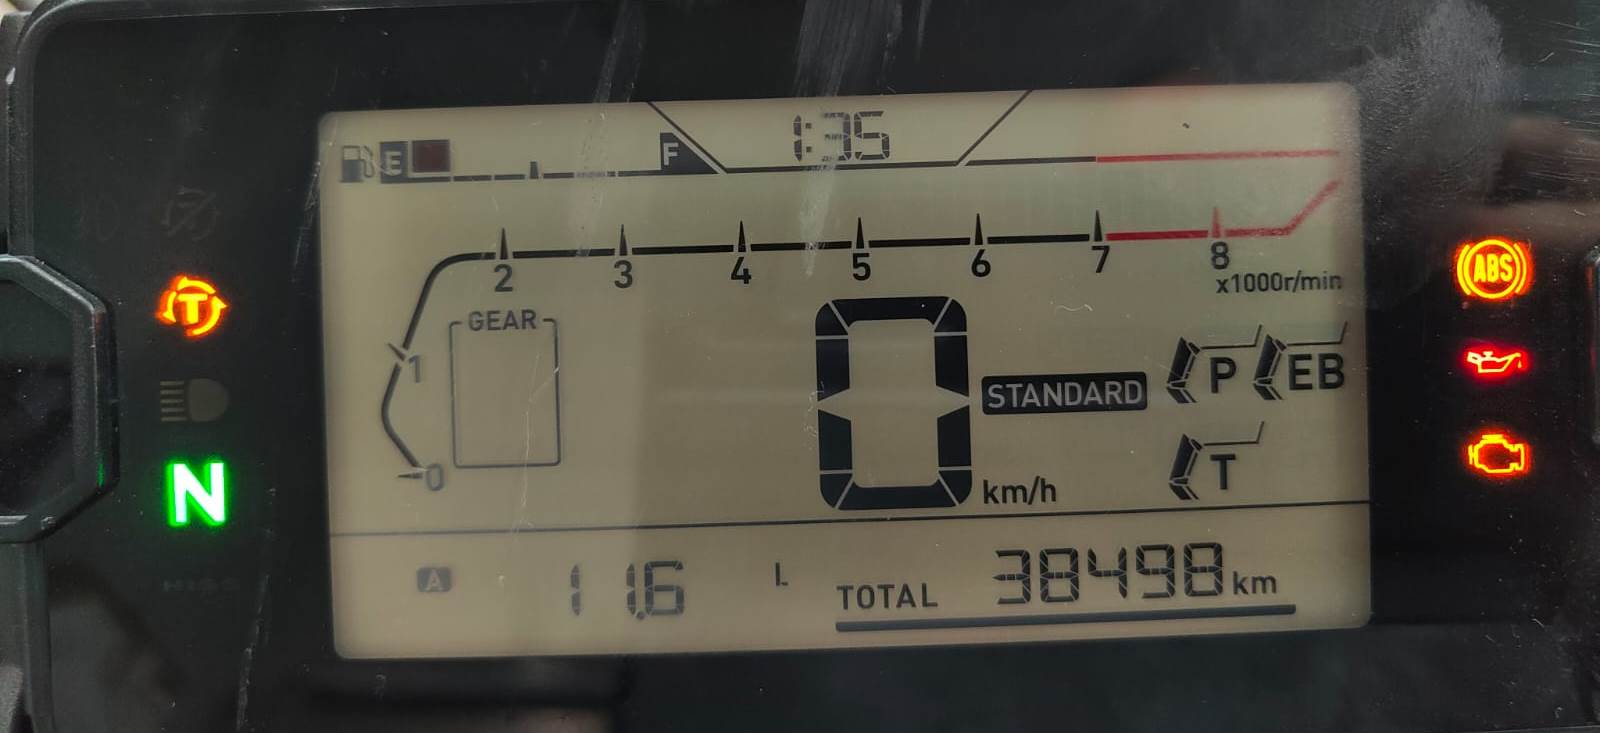 E F 1:35
2 3 4 5 6 7 8
x1000r/min
GEAR
1
P EB
STANDARD
T
0
0 km/h
N
A 11.6 L TOTAL 38498 km
T
ABS
HISS